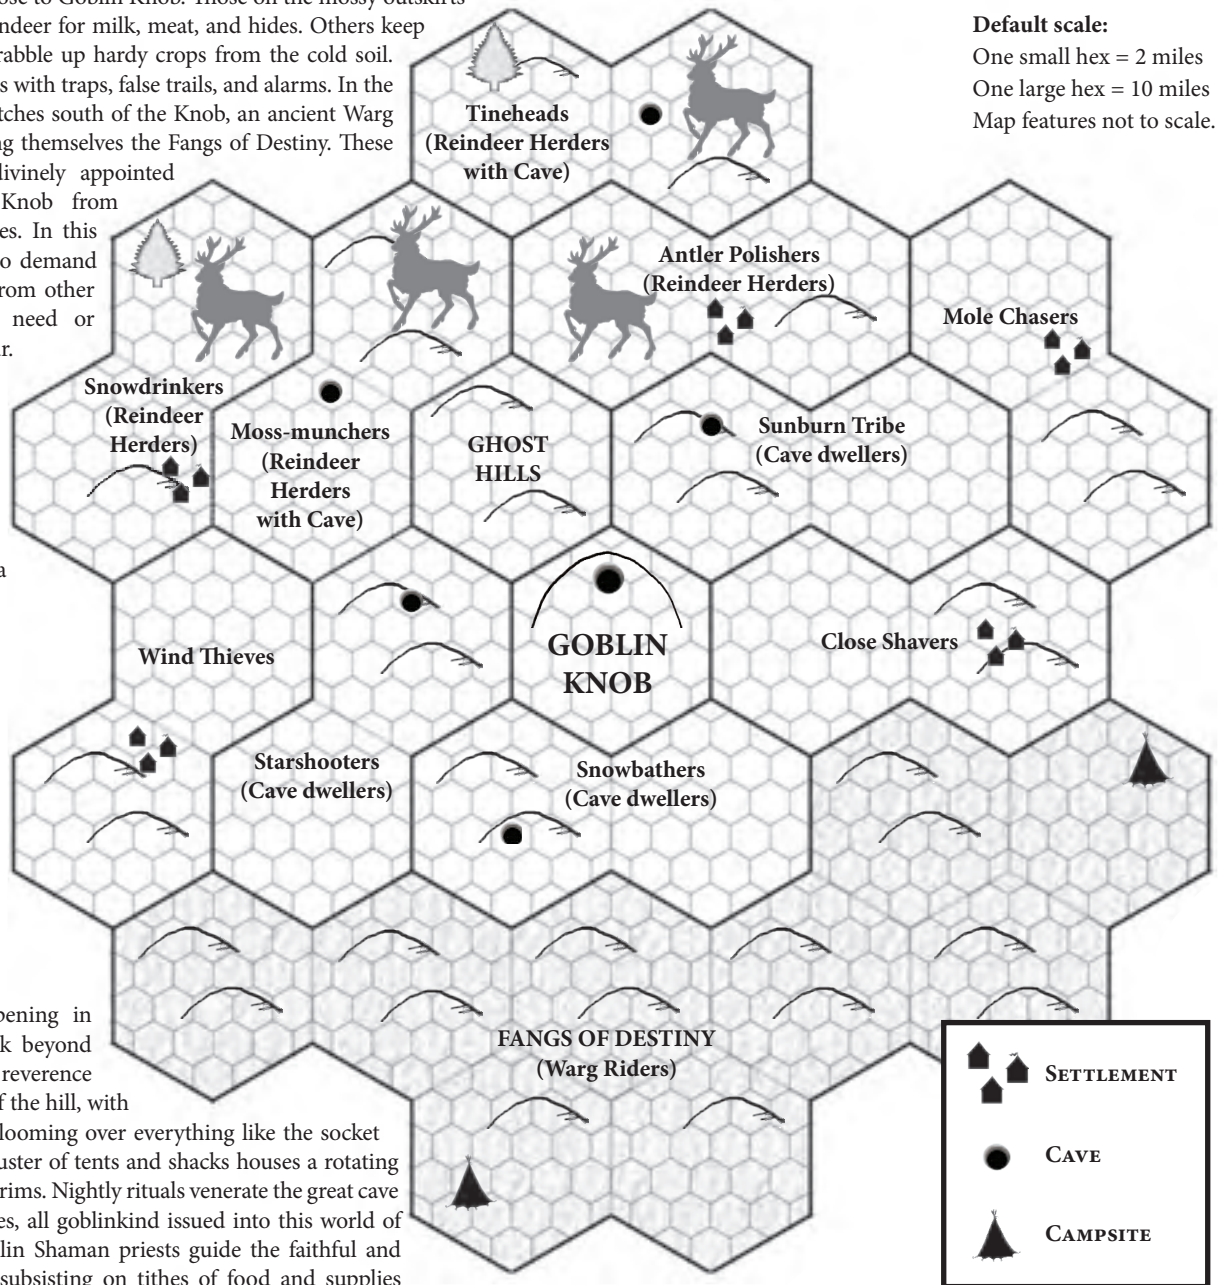 ose to Goblin Knob. Those on the mossy outskirts
ndeer for milk, meat, and hides. Others keep
rabble up hardy crops from the cold soil.
s with traps, false trails, and alarms. In the
tches south of the Knob, an ancient Warg
ng themselves the Fangs of Destiny. These
divinely appointed
Knob from
es. In this
o demand
from other
need or
r.
a
pening in
k beyond
reverence
f the hill, with
looming over everything like the socket
uster of tents and shacks houses a rotating
rims. Nightly rituals venerate the great cave
es, all goblinkind issued into this world of
lin Shaman priests guide the faithful and
subsisting on tithes of food and supplies
Default scale:
One small hex = 2 miles
One large hex = 10 miles
Map features not to scale.
Tineheads
(Reindeer Herders
with Cave)
Antler Polishers
(Reindeer Herders)
Mole Chasers
Snowdrinkers
(Reindeer
Herders)
Moss-munchers
(Reindeer
Herders
with Cave)
GHOST
HILLS
Sunburn Tribe
(Cave dwellers)
Wind Thieves
GOBLIN
KNOB
Close Shavers
Starshooters
(Cave dwellers)
Snowbathers
(Cave dwellers)
FANGS OF DESTINY
(Warg Riders)
Settlement
Cave
Campsite